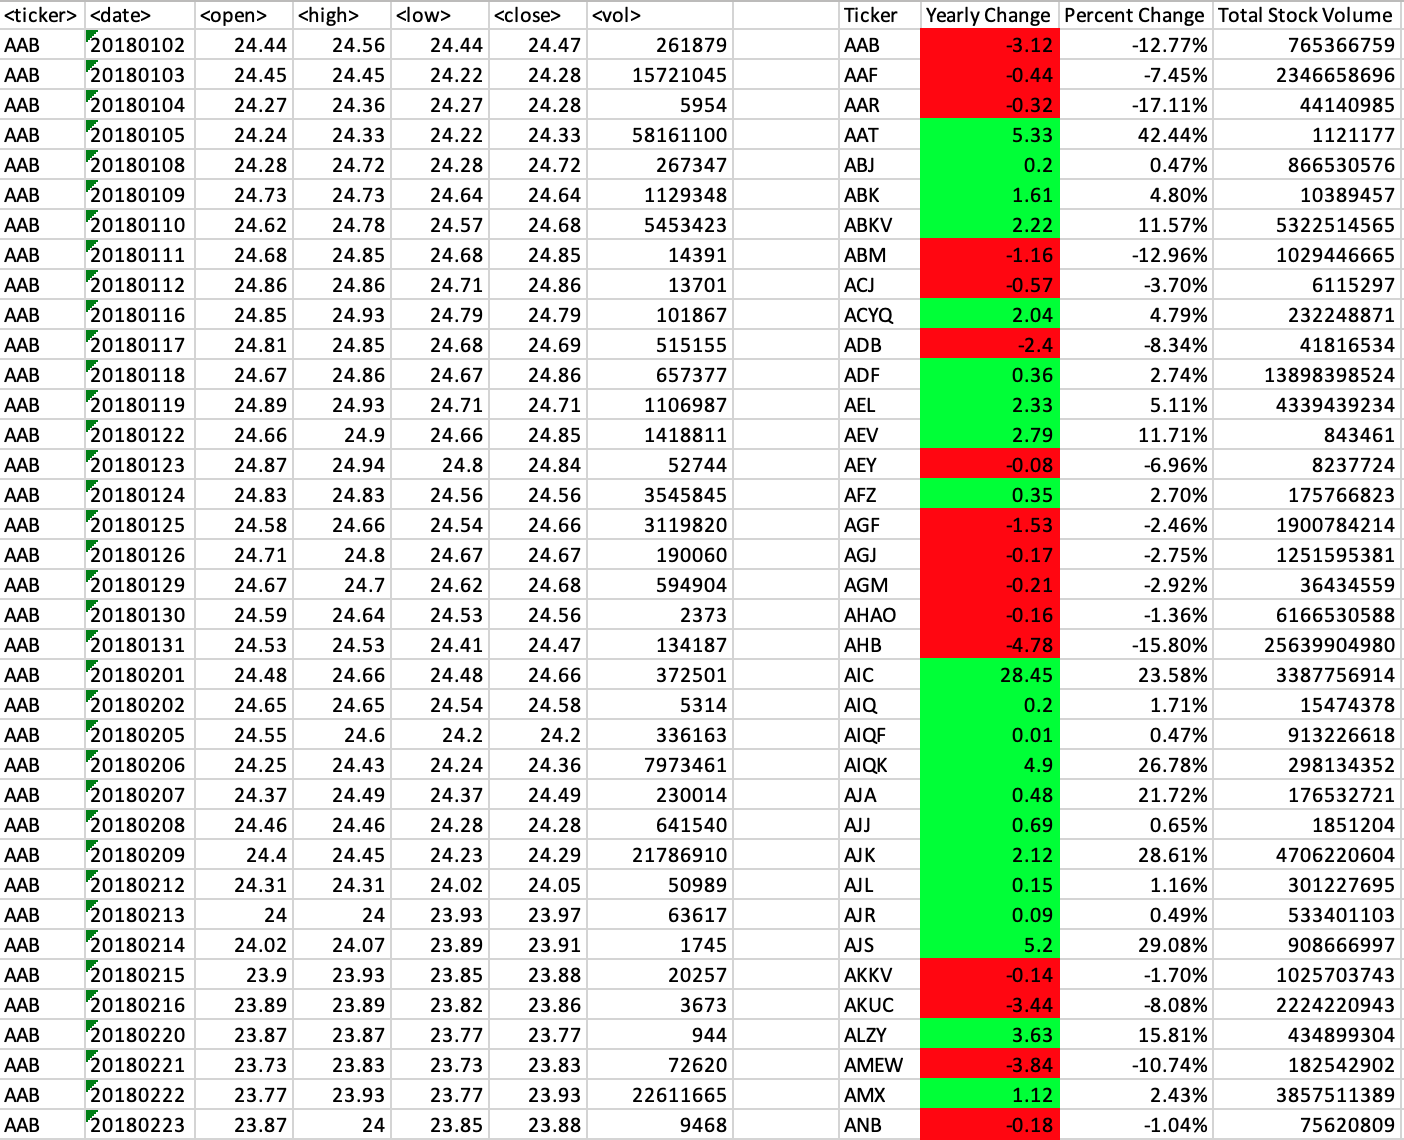 <ticker> <date> <open> <high> <low> <close> <vol> Ticker Yearly Change Percent Change Total Stock Volume
AAB 20180102 24.44 24.56 24.44 24.47 261879 AAB -3.12 -12.77% 765366759
AAB 20180103 24.45 24.45 24.22 24.28 15721045 AAF -0.44 -7.45% 2346658696
AAB 20180104 24.27 24.36 24.27 24.28 5954 AAR -0.32 -17.11% 44140985
AAB 20180105 24.24 24.33 24.22 24.33 58161100 AAT 5.33 42.44% 1121177
AAB 20180108 24.28 24.72 24.28 24.72 267347 ABJ 0.2 0.47% 866530576
AAB 20180109 24.73 24.73 24.64 24.64 1129348 ABK 1.61 4.80% 10389457
AAB 20180110 24.62 24.78 24.57 24.68 5453423 ABKV 2.22 11.57% 5322514565
AAB 20180111 24.68 24.85 24.68 24.85 14391 ABM -1.16 -12.96% 1029446665
AAB 20180112 24.86 24.86 24.71 24.86 13701 ACJ -0.57 -3.70% 6115297
AAB 20180116 24.85 24.93 24.79 24.79 101867 ACYQ 2.04 4.79% 232248871
AAB 20180117 24.81 24.85 24.68 24.69 515155 ADB -2.4 -8.34% 41816534
AAB 20180118 24.67 24.86 24.67 24.86 657377 ADF 0.36 2.74% 13898398524
AAB 20180119 24.89 24.93 24.71 24.71 1106987 AEL 2.33 5.11% 4339439234
AAB 20180122 24.66 24.9 24.66 24.85 1418811 AEV 2.79 11.71% 843461
AAB 20180123 24.87 24.94 24.8 24.84 52744 AEY -0.08 -6.96% 8237724
AAB 20180124 24.83 24.83 24.56 24.56 3545845 AFZ 0.35 2.70% 175766823
AAB 20180125 24.58 24.66 24.54 24.66 3119820 AGF -1.53 -2.46% 1900784214
AAB 20180126 24.71 24.8 24.67 24.67 190060 AGJ -0.17 -2.75% 1251595381
AAB 20180129 24.67 24.7 24.62 24.68 594904 AGM -0.21 -2.92% 36434559
AAB 20180130 24.59 24.64 24.53 24.56 2373 AHAO -0.16 -1.36% 6166530588
AAB 20180131 24.53 24.53 24.41 24.47 134187 AHB -4.78 -15.80% 25639904980
AAB 20180201 24.48 24.66 24.48 24.66 372501 AIC 28.45 23.58% 3387756914
AAB 20180202 24.65 24.65 24.54 24.58 5314 AIQ 0.2 1.71% 15474378
AAB 20180205 24.55 24.6 24.2 24.2 336163 AIQF 0.01 0.47% 913226618
AAB 20180206 24.25 24.43 24.24 24.36 7973461 AIQK 4.9 26.78% 298134352
AAB 20180207 24.37 24.49 24.37 24.49 230014 AJA 0.48 21.72% 176532721
AAB 20180208 24.46 24.46 24.28 24.28 641540 AJJ 0.69 0.65% 1851204
AAB 20180209 24.4 24.45 24.23 24.29 21786910 AJK 2.12 28.61% 4706220604
AAB 20180212 24.31 24.31 24.02 24.05 50989 AJL 0.15 1.16% 301227695
AAB 20180213 24 24 23.93 23.97 63617 AJR 0.09 0.49% 533401103
AAB 20180214 24.02 24.07 23.89 23.91 1745 AJS 5.2 29.08% 908666997
AAB 20180215 23.9 23.93 23.85 23.88 20257 AKKV -0.14 -1.70% 1025703743
AAB 20180216 23.89 23.89 23.82 23.86 3673 AKUC -3.44 -8.08% 2224220943
AAB 20180220 23.87 23.87 23.77 23.77 944 ALZY 3.63 15.81% 434899304
AAB 20180221 23.73 23.83 23.73 23.83 72620 AMEW -3.84 -10.74% 182542902
AAB 20180222 23.77 23.93 23.77 23.93 22611665 AMX 1.12 2.43% 3857511389
AAB 20180223 23.87 24 23.85 23.88 9468 ANB -0.18 -1.04% 75620809